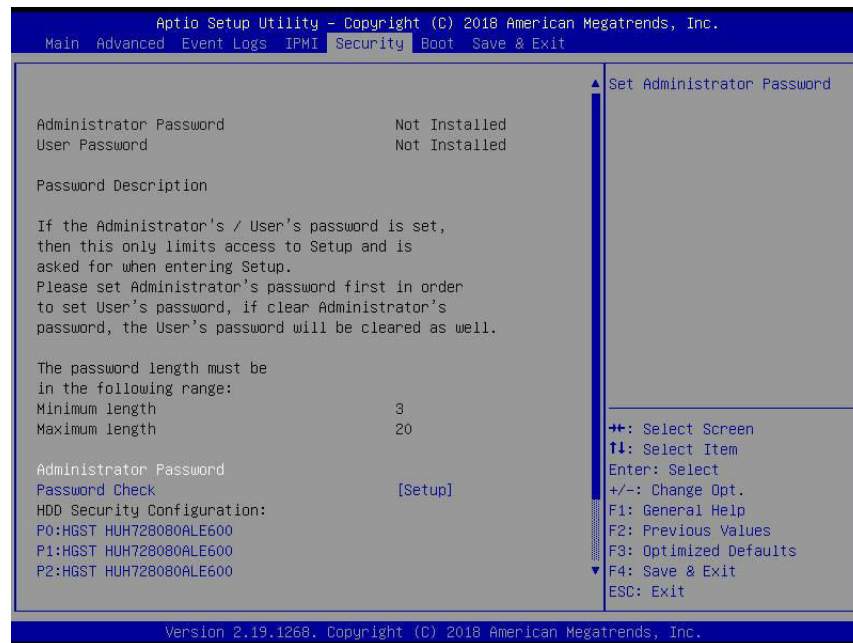 Aptio Setup Utility – Copyright (C) 2018 American Megatrends, Inc.
Main Advanced Event Logs IPMI Security Boot Save & Exit
Administrator Password Not Installed
User Password Not Installed
Password Description
If the Administrator's / User's password is set,
then this only limits access to Setup and is
asked for when entering Setup.
Please set Administrator's password first in order
to set User's password, if clear Administrator's
password, the User's password will be cleared as well.
The password length must be
in the following range:
Minimum length 3
Maximum length 20
Administrator Password
Password Check [Setup]
HDD Security Configuration:
P0:HGST HUH728080ALE600
P1:HGST HUH728080ALE600
P2:HGST HUH728080ALE600
Set Administrator Password
→←: Select Screen
↑↓: Select Item
Enter: Select
+/-: Change Opt.
F1: General Help
F2: Previous Values
F3: Optimized Defaults
F4: Save & Exit
ESC: Exit
Version 2.19.1268. Copyright (C) 2018 American Megatrends, Inc.